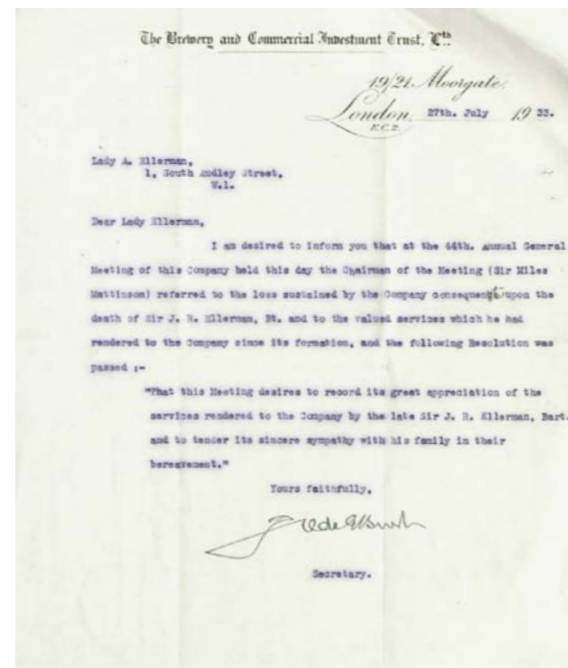 The Brewery and Commercial Investment Trust, Ltd.
19/21 Moorgate,
London, 27th. July 1933.
E.C.2.
Lady A. Ellerman,
1, South Audley Street,
W.1.
Dear Lady Ellerman,
I am desired to inform you that at the 44th. Annual General
Meeting of this Company held this day the Chairman of the Meeting (Sir Miles
Mattinson) referred to the loss sustained by the Company consequent upon the
death of Sir J. R. Ellerman, Bt. and to the valued services which he had
rendered to the Company since its formation, and the following Resolution was
passed :-
"That this Meeting desires to record its great appreciation of the
services rendered to the Company by the late Sir J. R. Ellerman, Bart.
and to tender its sincere sympathy with his family in their
bereavement."
Yours faithfully,
Secretary.